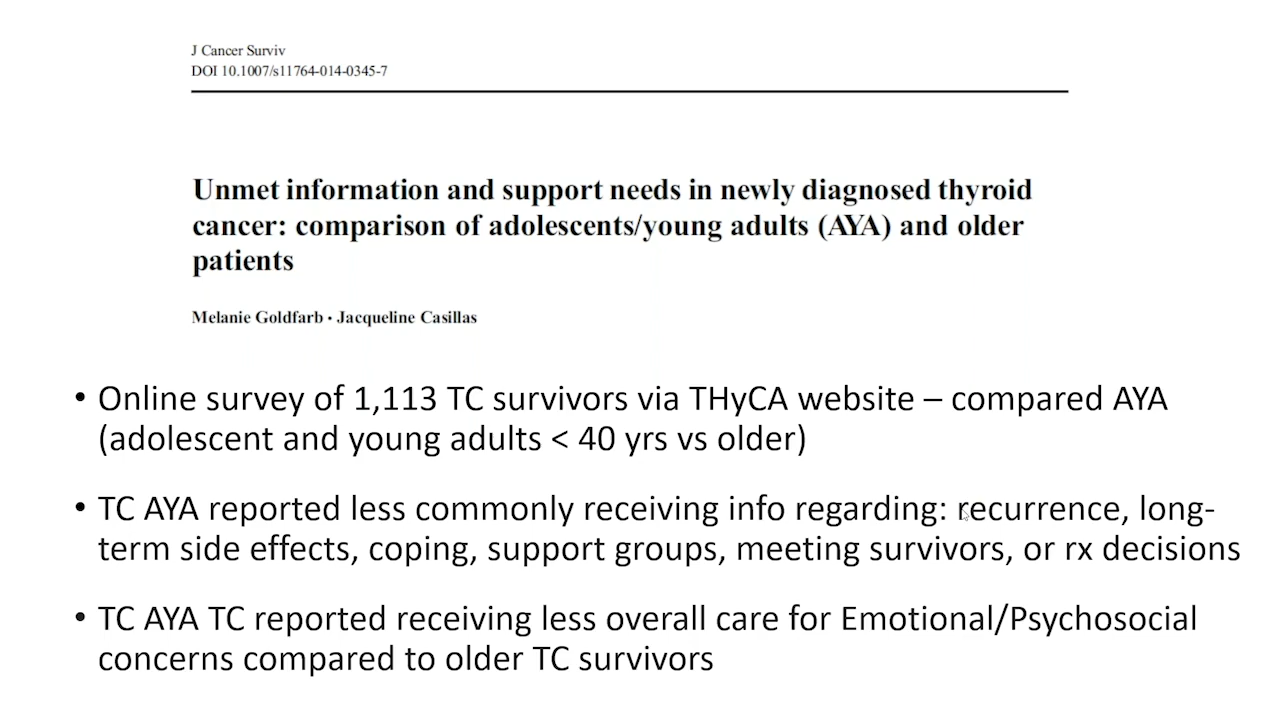 J Cancer Surviv
DOI 10.1007/s11764-014-0345-7
Unmet information and support needs in newly diagnosed thyroid
cancer: comparison of adolescents/young adults (AYA) and older
patients
Melanie Goldfarb • Jacqueline Casillas
• Online survey of 1,113 TC survivors via THyCA website – compared AYA
(adolescent and young adults < 40 yrs vs older)
• TC AYA reported less commonly receiving info regarding: recurrence, long-
term side effects, coping, support groups, meeting survivors, or rx decisions
• TC AYA TC reported receiving less overall care for Emotional/Psychosocial
concerns compared to older TC survivors